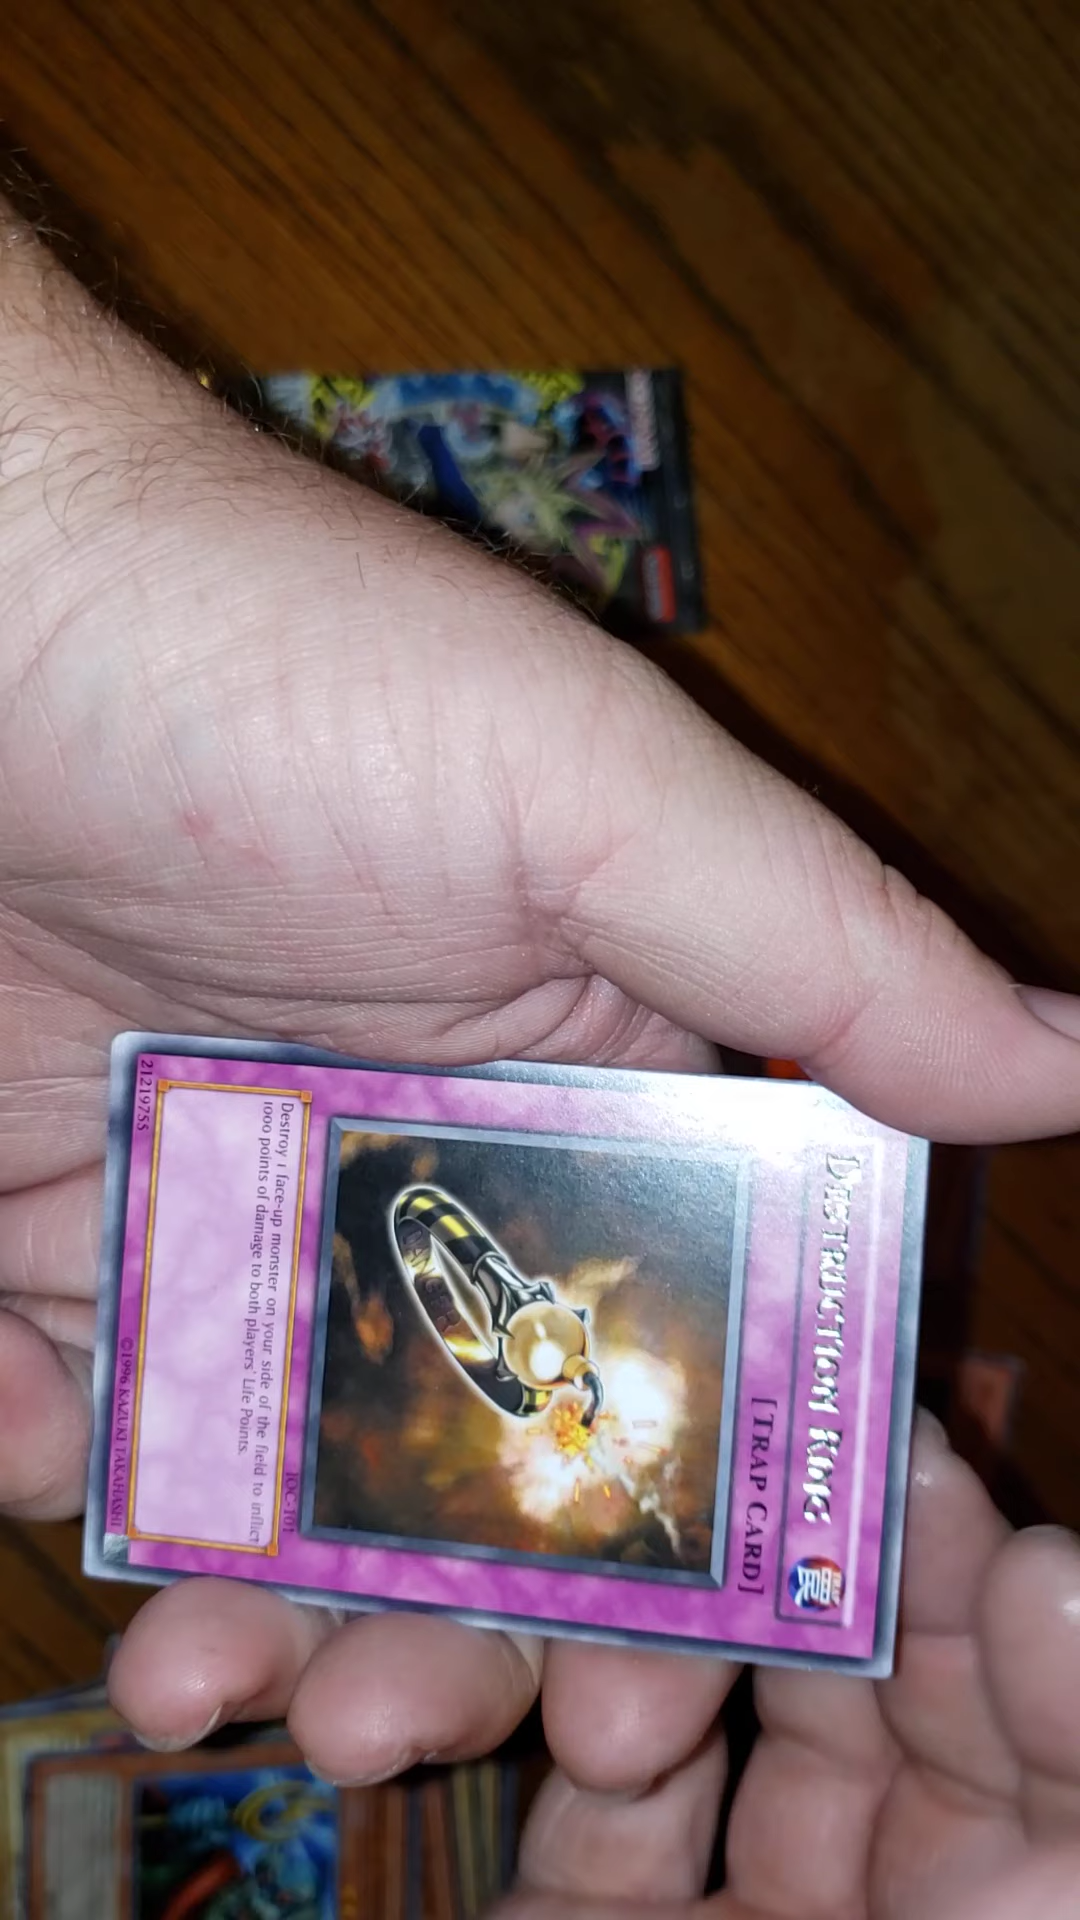 DESTRUCTION RING
[TRAP CARD]
DANGER
IOC-101
Destroy 1 face-up monster on your side of the field to inflict
1000 points of damage to both players' Life Points.
21219755
©1996 KAZUKI TAKAHASHI